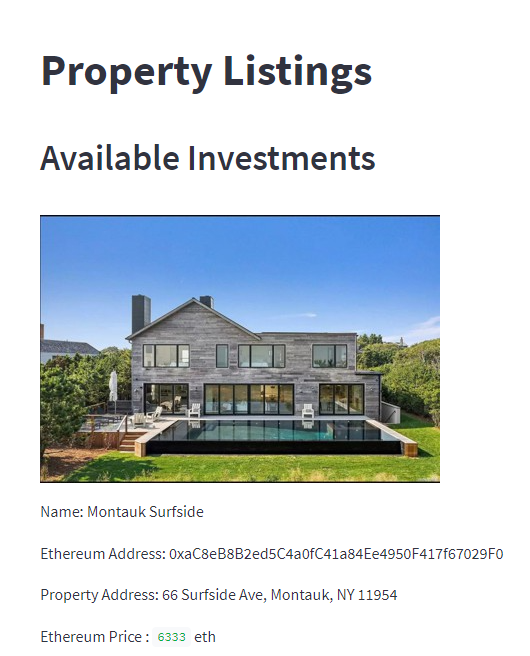 Property Listings
Available Investments
Name: Montauk Surfside
Ethereum Address: 0xaC8eB8B2ed5C4a0fC41a84Ee4950F417f67029F0
Property Address: 66 Surfside Ave, Montauk, NY 11954
Ethereum Price : 6333 eth